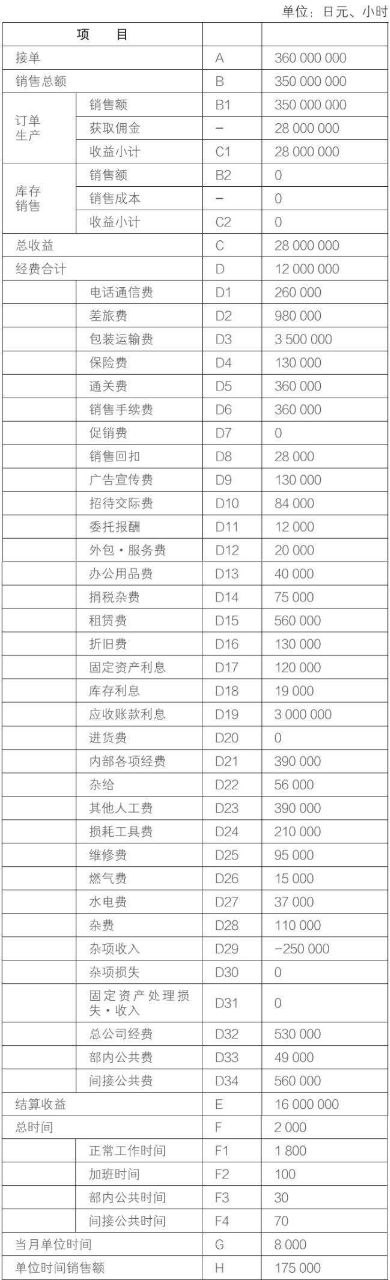 单位：日元、小时
项 目
接单 A 360 000 000
销售总额 B 350 000 000
订单生产 销售额 B1 350 000 000
获取佣金 – 28 000 000
收益小计 C1 28 000 000
库存销售 销售额 B2 0
销售成本 – 0
收益小计 C2 0
总收益 C 28 000 000
经费合计 D 12 000 000
电话通信费 D1 260 000
差旅费 D2 980 000
包装运输费 D3 3 500 000
保险费 D4 130 000
通关费 D5 360 000
销售手续费 D6 360 000
促销费 D7 0
销售回扣 D8 28 000
广告宣传费 D9 130 000
招待交际费 D10 84 000
委托报酬 D11 12 000
外包·服务费 D12 20 000
办公用品费 D13 40 000
捐税杂费 D14 75 000
租赁费 D15 560 000
折旧费 D16 130 000
固定资产利息 D17 120 000
库存利息 D18 19 000
应收账款利息 D19 3 000 000
进货费 D20 0
内部各项经费 D21 390 000
杂给 D22 56 000
其他人工费 D23 390 000
损耗工具费 D24 210 000
维修费 D25 95 000
燃气费 D26 15 000
水电费 D27 37 000
杂费 D28 110 000
杂项收入 D29 -250 000
杂项损失 D30 0
固定资产处理损失·收入 D31 0
总公司经费 D32 530 000
部内公共费 D33 49 000
间接公共费 D34 560 000
结算收益 E 16 000 000
总时间 F 2 000
正常工作时间 F1 1 800
加班时间 F2 100
部内公共时间 F3 30
间接公共时间 F4 70
当月单位时间 G 8 000
单位时间销售额 H 175 000